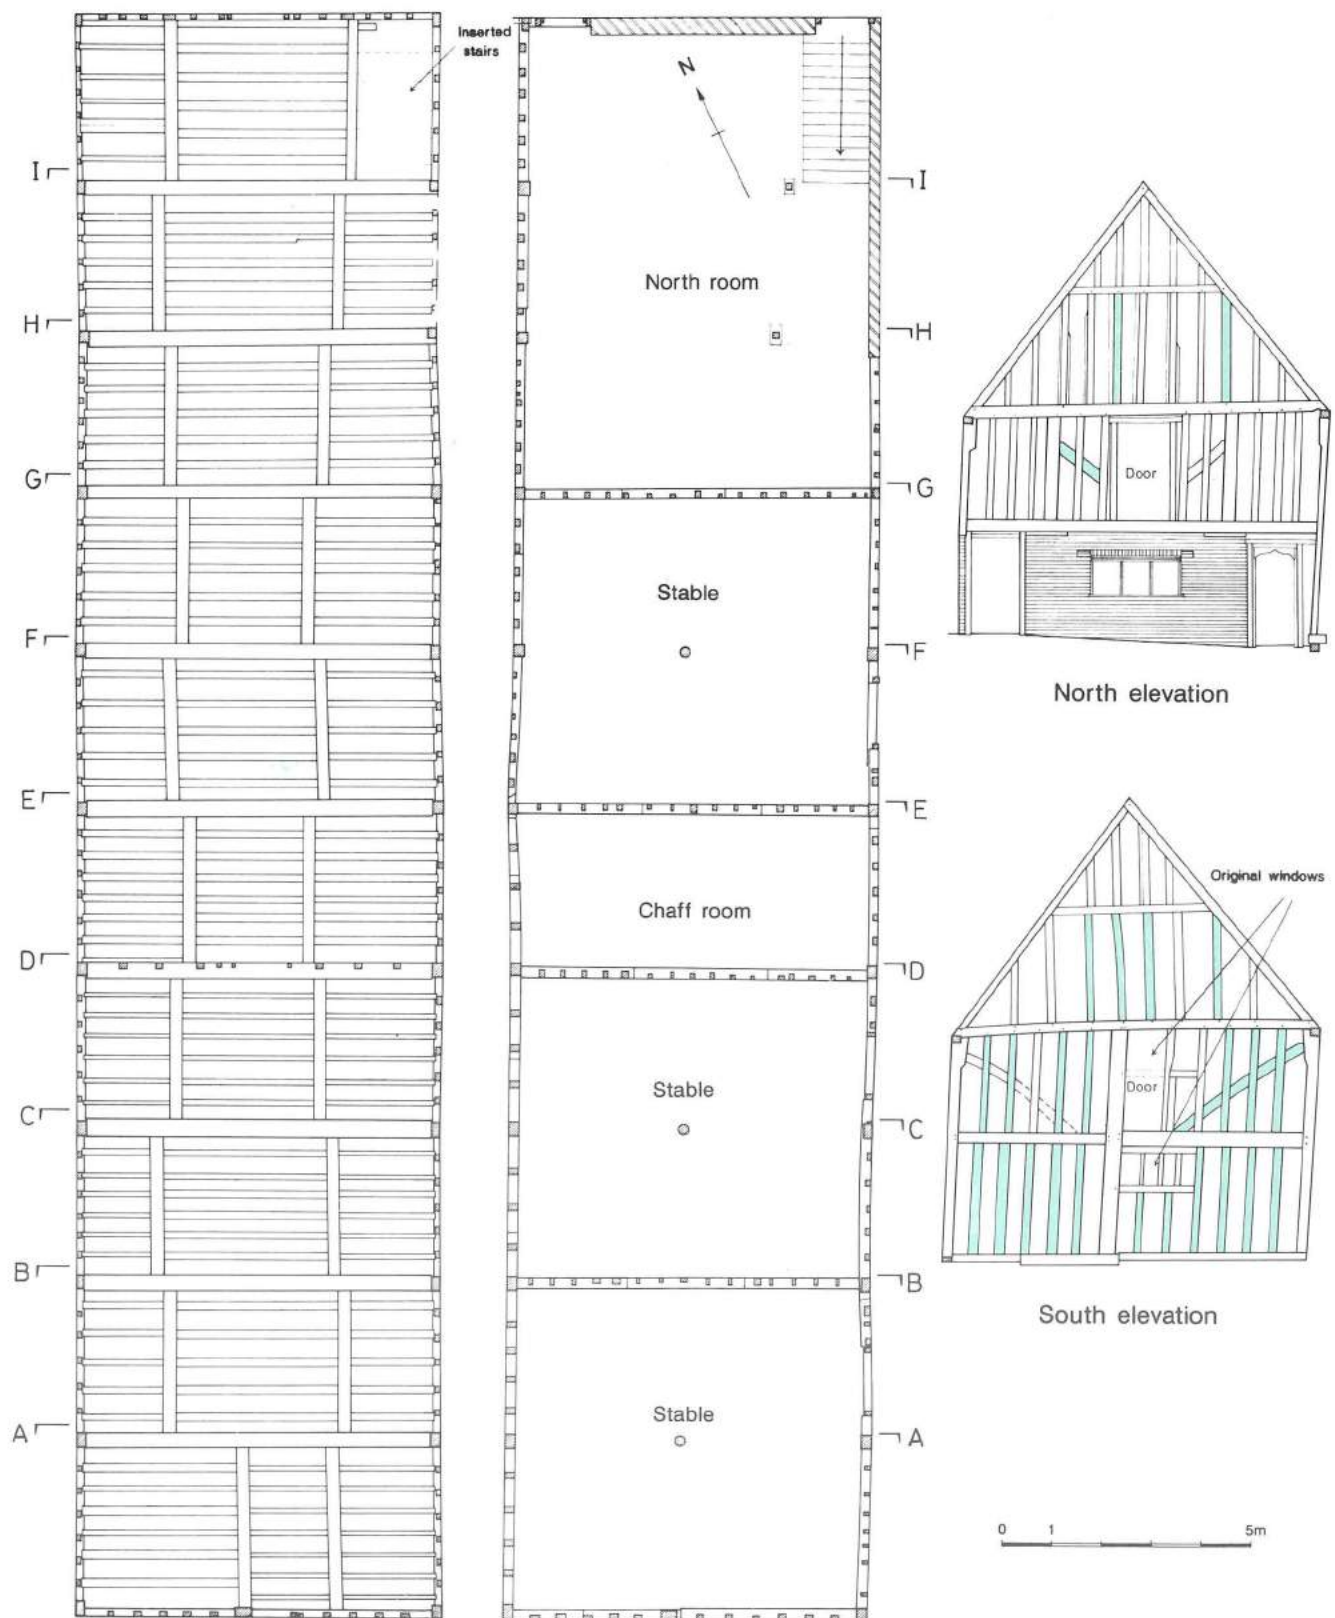 Inserted
stairs
N
I
I
North room
H
H
G
G
Door
Stable
F
F
North elevation
E
E
Original windows
Chaff room
D
D
Stable
Door
C
C
B
B
South elevation
Stable
A
A
0 1 5m